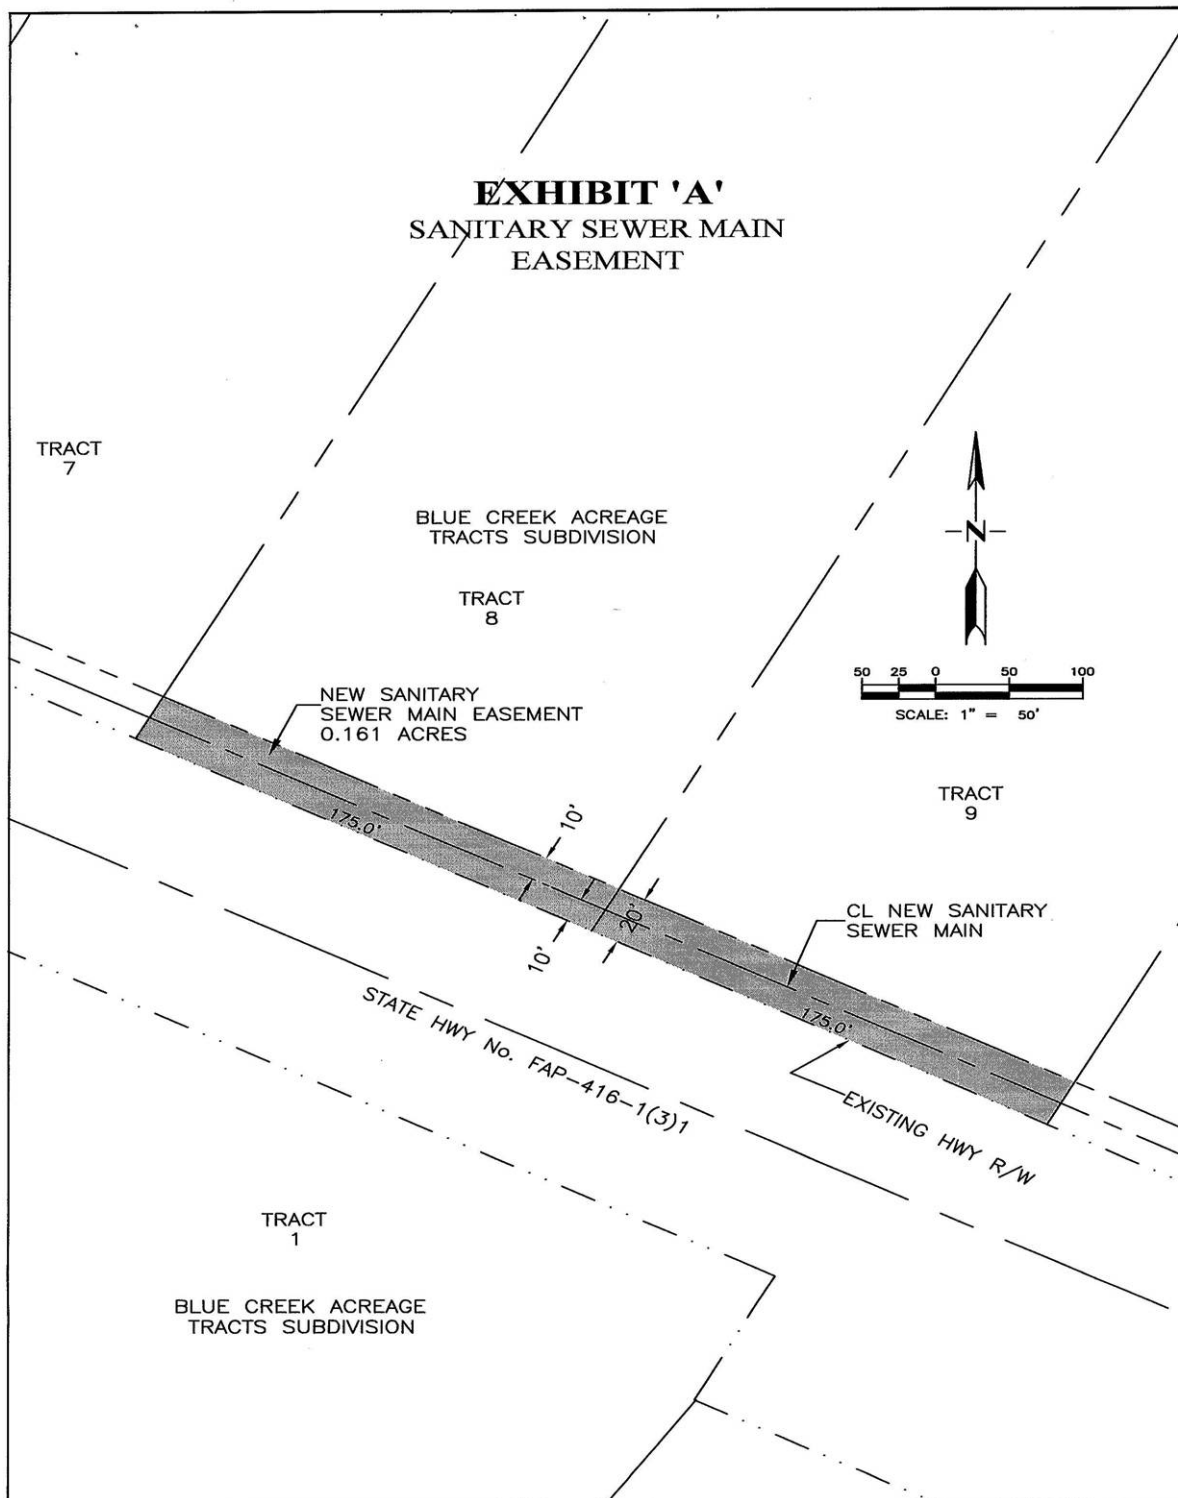 EXHIBIT 'A'
SANITARY SEWER MAIN
EASEMENT
TRACT
7
BLUE CREEK ACREAGE
TRACTS SUBDIVISION
TRACT
8
N
50 25 0 50 100
SCALE: 1" = 50'
NEW SANITARY
SEWER MAIN EASEMENT
0.161 ACRES
TRACT
9
175.0'
10'
20'
10'
CL NEW SANITARY
SEWER MAIN
175.0'
STATE HWY No. FAP-416-1(3)1
EXISTING HWY R/W
TRACT
1
BLUE CREEK ACREAGE
TRACTS SUBDIVISION